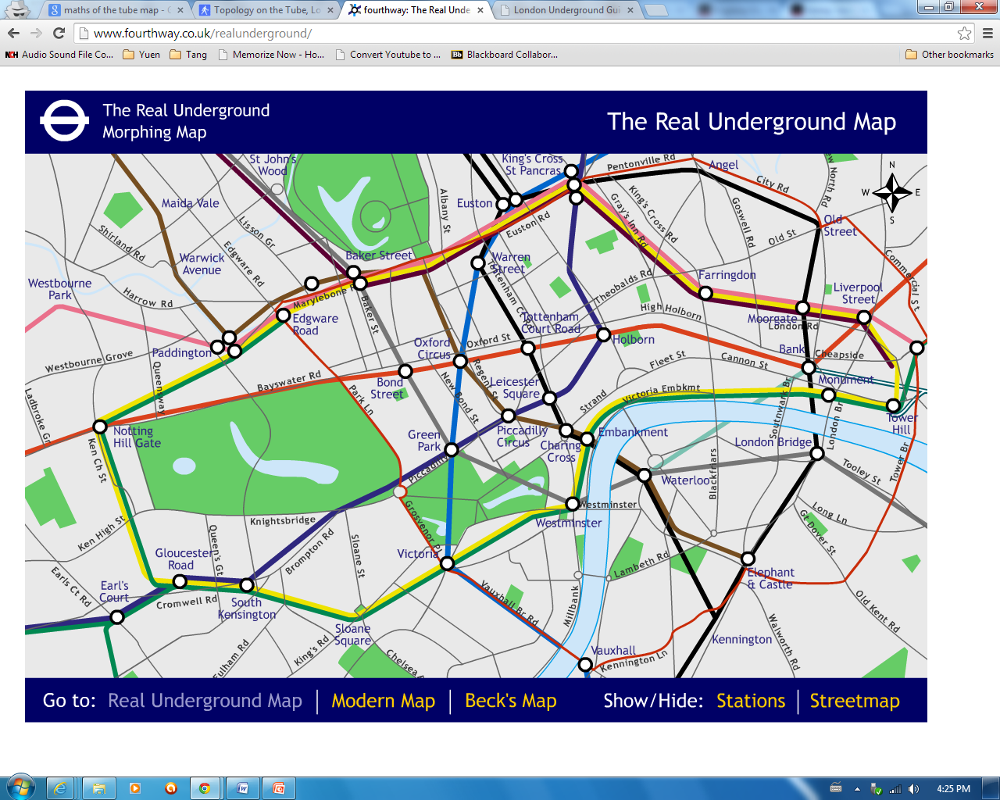 maths of the tube map - G
Topology on the Tube, Lo
fourthway: The Real Unde
London Underground Gui
www.fourthway.co.uk/realunderground/
NCH Audio Sound File Co...
Yuen
Tang
Memorize Now - Ho...
Convert Youtube to ...
Bb Blackboard Collabor...
Other bookmarks
The Real Underground
Morphing Map
The Real Underground Map
St John's
Wood
King's Cross
St Pancras
Pentonville Rd
Angel
New North Rd
N
W
E
S
City Rd
Maida Vale
Albany St
Euston
Euston Rd
King's Cross Rd
Gray's Inn Rd
Goswell Rd
Old
Street
Old St
Lisson Gr
Shirland Rd
Edgware Rd
Warwick
Avenue
Baker Street
Warren
Street
Tottenham Ct Rd
Theobalds Rd
Farringdon
Commercial St
Liverpool
Street
Westbourne
Park
Harrow Rd
Marylebone R
Baker St
Edgware
Road
High Holborn
Moorgate
London Rd
Tottenham
Court Road
Holborn
Oxford
Circus
Oxford St
Paddington
Westbourne Grove
Queensway
Bayswater Rd
Bond
Street
New Bond St
Regent St
Leicester
Square
Fleet St
Cannon St
Bank
Cheapside
Monument
Victoria Embkmt
Strand
Southwark Br
London Br
Tower
Hill
Ladbroke Gr
Notting
Hill Gate
Ken Ch St
Park Ln
Green
Park
Piccadilly
Piccadilly
Circus
Charing
Cross
Embankment
London Bridge
Tower Br
Tooley St
Blackfriars
Waterloo
Westminster
Westminster
Long Ln
Gt Dover St
Ken High St
Knightsbridge
Grosvenor Pl
Queen's Gt
Brompton Rd
Sloane St
Gloucester
Road
Victoria
Lambeth Rd
Elephant
& Castle
Earls Ct Rd
Earl's
Court
Cromwell Rd
South
Kensington
Vauxhall Br Rd
Millbank
Old Kent Rd
Sloane
Square
Fulham Rd
King's Rd
Chelsea
Vauxhall
Kennington Ln
Kennington
Walworth Rd
Go to: Real Underground Map | Modern Map | Beck's Map
Show/Hide: Stations | Streetmap
4:25 PM